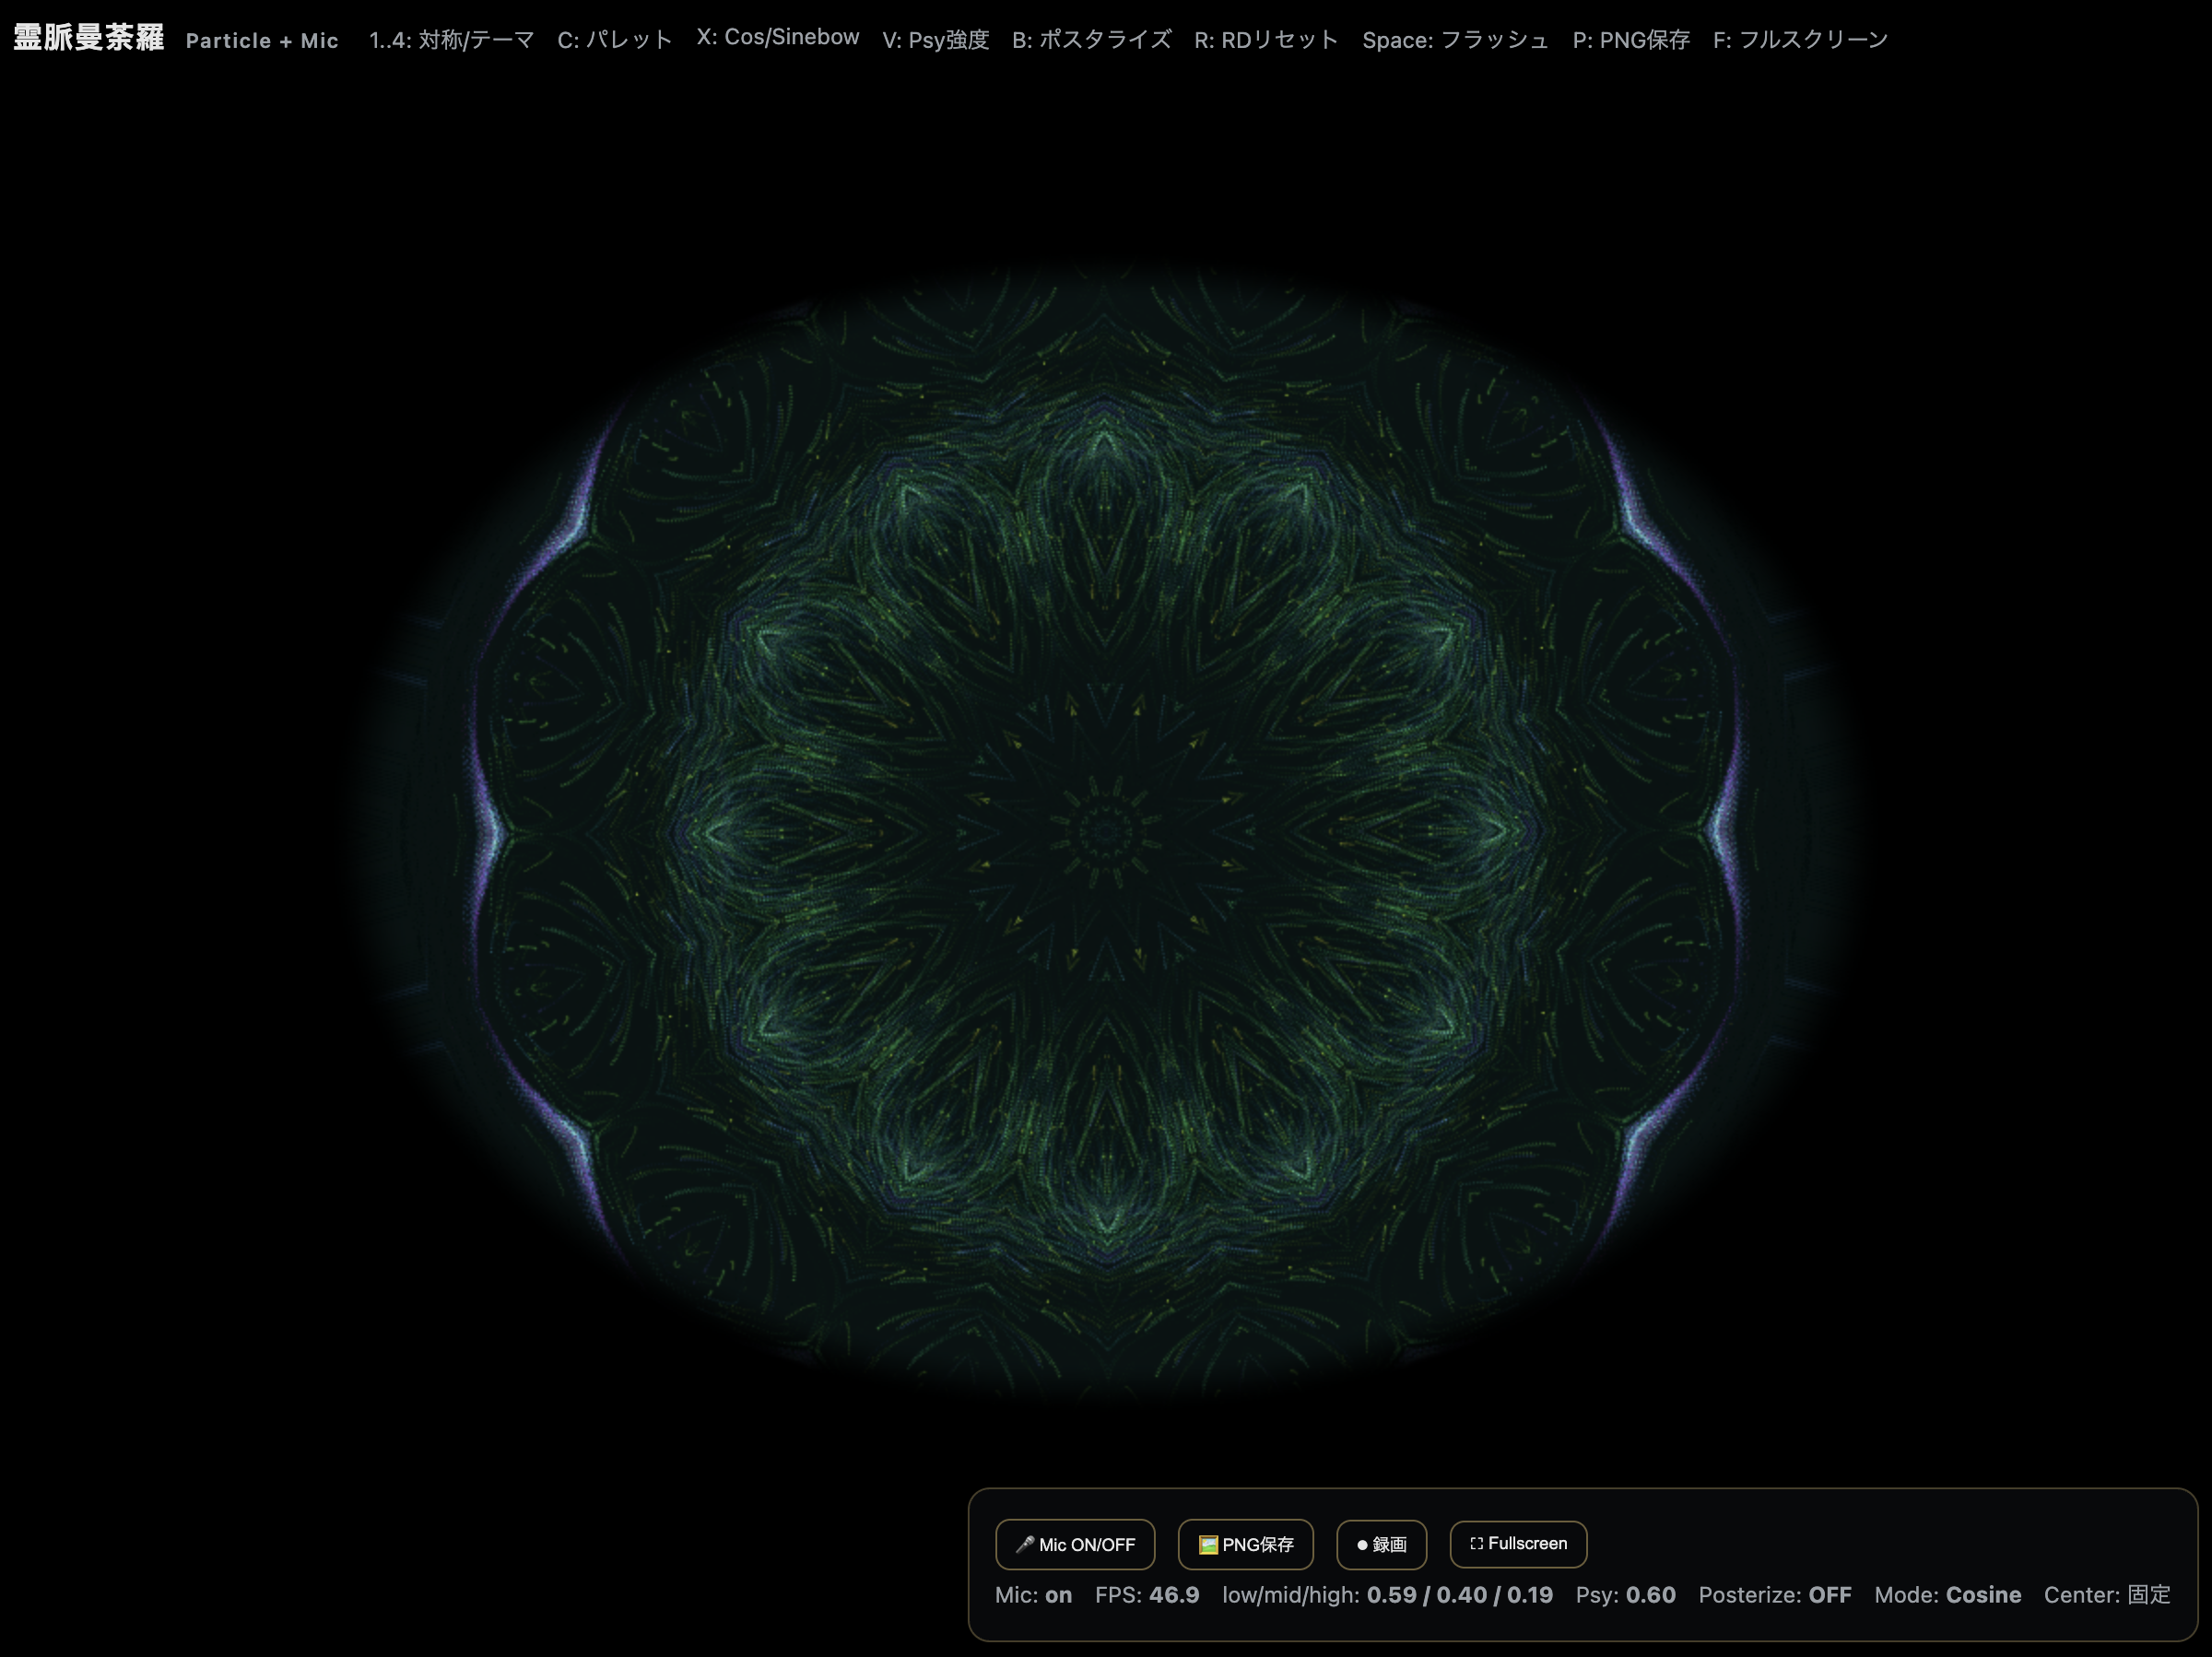 霊脈曼荼羅 Particle + Mic 1..4: 対称/テーマ C: パレット X: Cos/Sinebow V: Psy強度 B: ポスタライズ R: RDリセット Space: フラッシュ P: PNG保存 F: フルスクリーン
🎤 Mic ON/OFF 🖼️ PNG保存 ● 録画 ⛶ Fullscreen
Mic: on FPS: 46.9 low/mid/high: 0.59 / 0.40 / 0.19 Psy: 0.60 Posterize: OFF Mode: Cosine Center: 固定